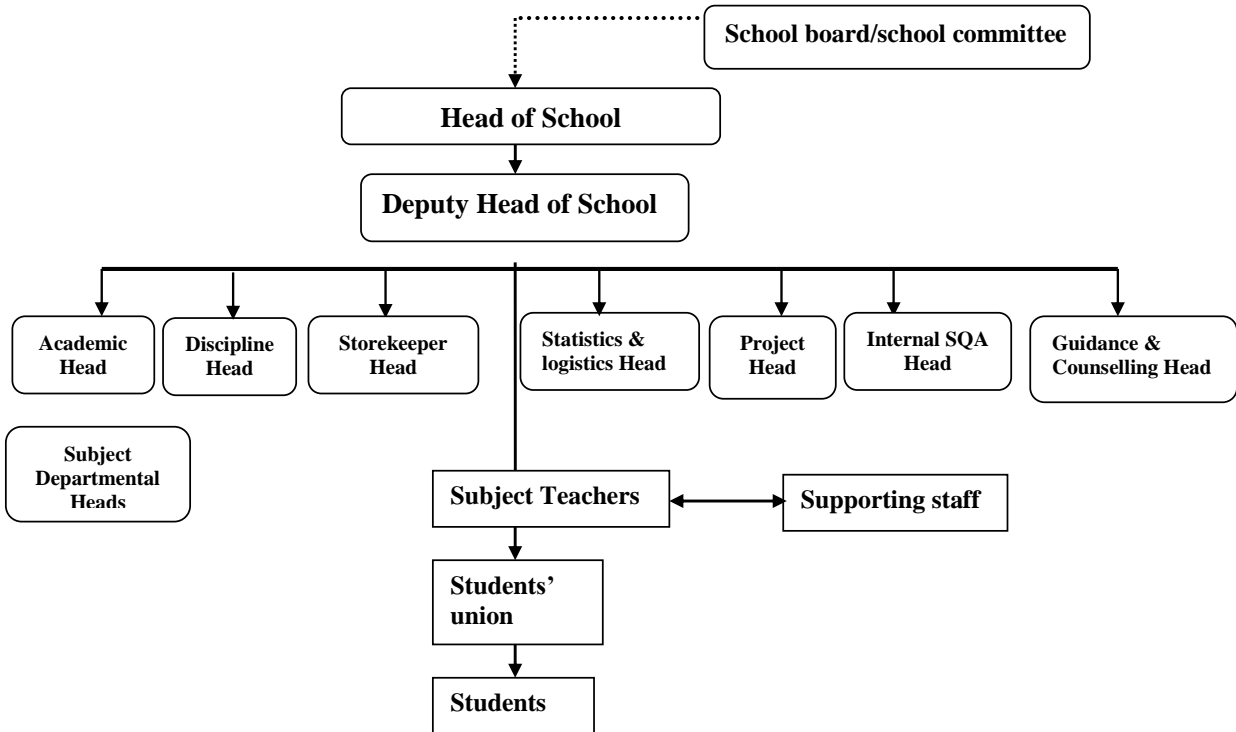 School board/school committee
Head of School
Deputy Head of School
Academic
Head
Discipline
Head
Storekeeper
Head
Statistics &
logistics Head
Project
Head
Internal SQA
Head
Guidance &
Counselling Head
Subject
Departmental
Heads
Subject Teachers
Supporting staff
Students’
union
Students